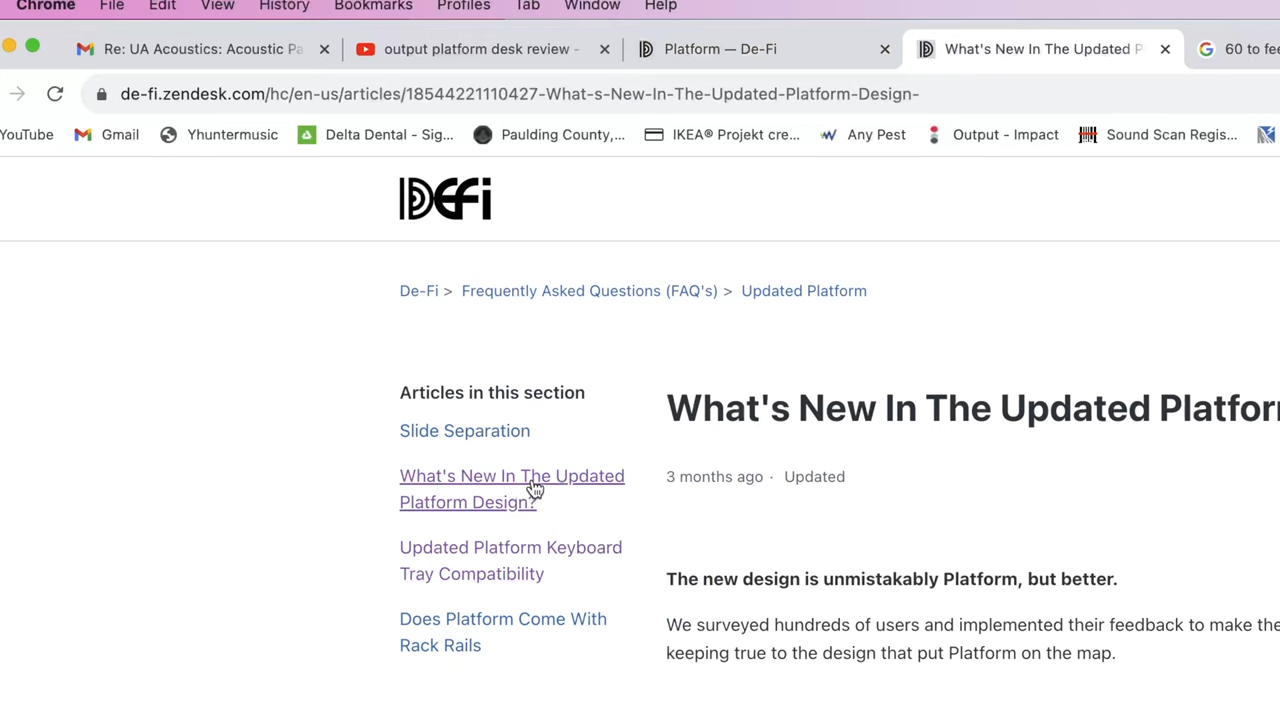 Chrome File Edit View History Bookmarks Profiles Tab Window Help
Re: UA Acoustics: Acoustic Pa
output platform desk review -
Platform — De-Fi
What's New In The Updated P
60 to fee
de-fi.zendesk.com/hc/en-us/articles/18544221110427-What-s-New-In-The-Updated-Platform-Design-
YouTube Gmail Yhuntermusic Delta Dental - Sig... Paulding County,... IKEA® Projekt cre... Any Pest Output - Impact Sound Scan Regis...
DEFi
De-Fi > Frequently Asked Questions (FAQ's) > Updated Platform
Articles in this section
Slide Separation
What's New In The Updated
Platform Design?
Updated Platform Keyboard
Tray Compatibility
Does Platform Come With
Rack Rails
What's New In The Updated Platfor
3 months ago · Updated
The new design is unmistakably Platform, but better.
We surveyed hundreds of users and implemented their feedback to make the
keeping true to the design that put Platform on the map.